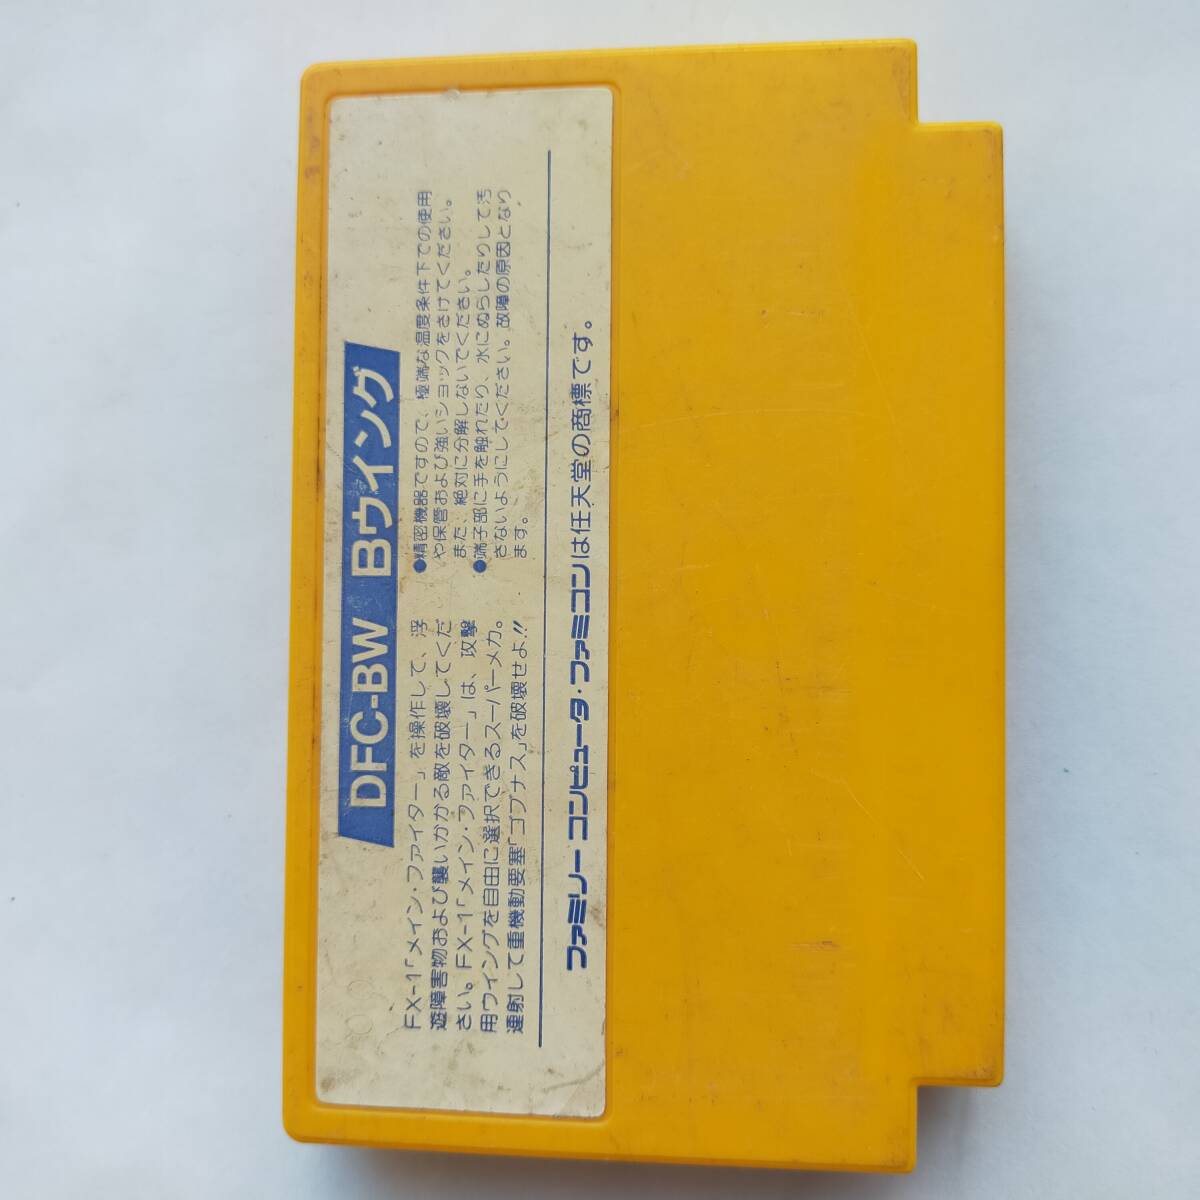 DFC-BW Bウイング
FX-1「メイン・ファイター」を操作して、浮
遊障害物および襲いかかる敵を破壊してくだ
さい。FX-1「メイン・ファイター」は、攻撃
用ウイングを自由に選択できるスーパーメカ。
連射して重機動要塞「ゴブナス」を破壊せよ!!
●精密機器ですので、極端な温度条件下での使用
や保管および強いショックをさけてください。
また、絶対に分解しないでください。
●端子部に手を触れたり、水にぬらしたりして汚
さないようにしてください。故障の原因となり
ます。
ファミリーコンピュータ・ファミコンは任天堂の商標です。